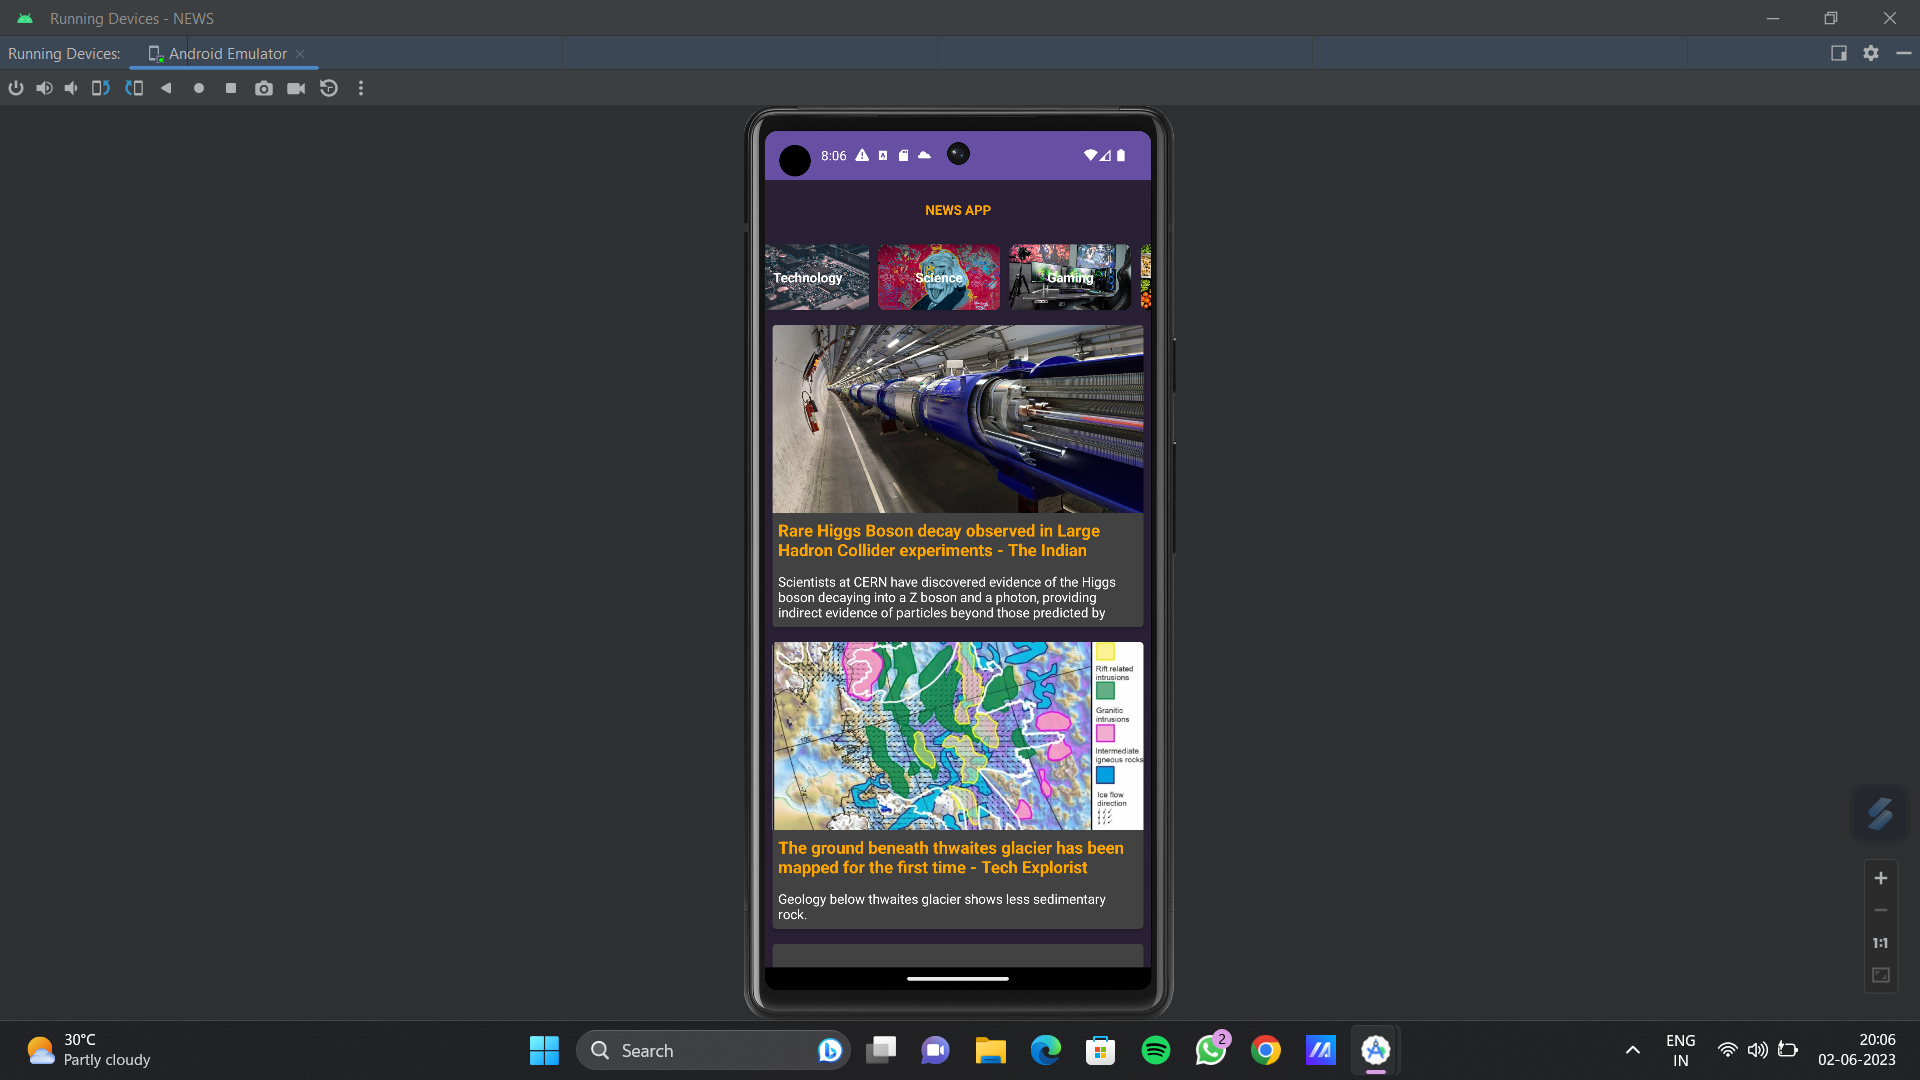 Running Devices - NEWS
Running Devices:
Android Emulator
8:06
NEWS APP
Technology
Science
Gaming
Rare Higgs Boson decay observed in Large
Hadron Collider experiments - The Indian
Scientists at CERN have discovered evidence of the Higgs
boson decaying into a Z boson and a photon, providing
indirect evidence of particles beyond those predicted by
Rift related
intrusions
Granitic
intrusions
Intermediate
igneous rocks
Ice flow
direction
The ground beneath thwaites glacier has been
mapped for the first time - Tech Explorist
Geology below thwaites glacier shows less sedimentary
rock.
1:1
30°C
Partly cloudy
Search
2
ENG
IN
20:06
02-06-2023